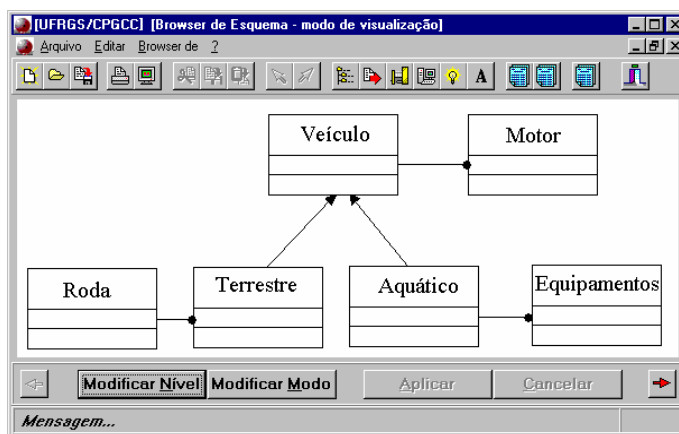 [UFRGS/CPGCC] [Browser de Esquema - modo de visualização]
Arquivo Editar Browser de ?
A
Veículo Motor
Roda Terrestre Aquático Equipamentos
Modificar Nível Modificar Modo Aplicar Cancelar
Mensagem...